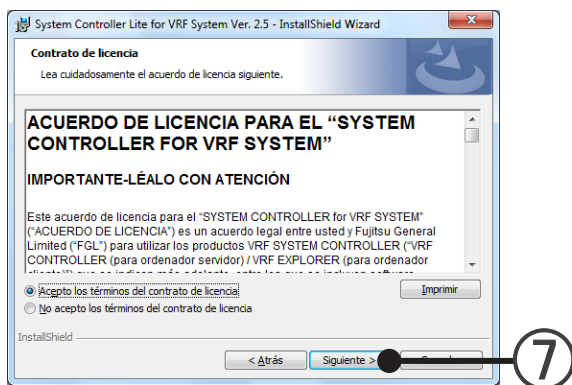 System Controller Lite for VRF System Ver. 2.5 - InstallShield Wizard
Contrato de licencia
Lea cuidadosamente el acuerdo de licencia siguiente.
ACUERDO DE LICENCIA PARA EL “SYSTEM
CONTROLLER FOR VRF SYSTEM”
IMPORTANTE-LÉALO CON ATENCIÓN
Este acuerdo de licencia para el “SYSTEM CONTROLLER for VRF SYSTEM”
(“ACUERDO DE LICENCIA”) es un acuerdo legal entre usted y Fujitsu General
Limited (“FGL”) para utilizar los productos VRF SYSTEM CONTROLLER (“VRF
CONTROLLER (para ordenador servidor) / VRF EXPLORER (para ordenador
Acepto los términos del contrato de licencia
Imprimir
No acepto los términos del contrato de licencia
InstallShield
< Atrás
Siguiente >
7